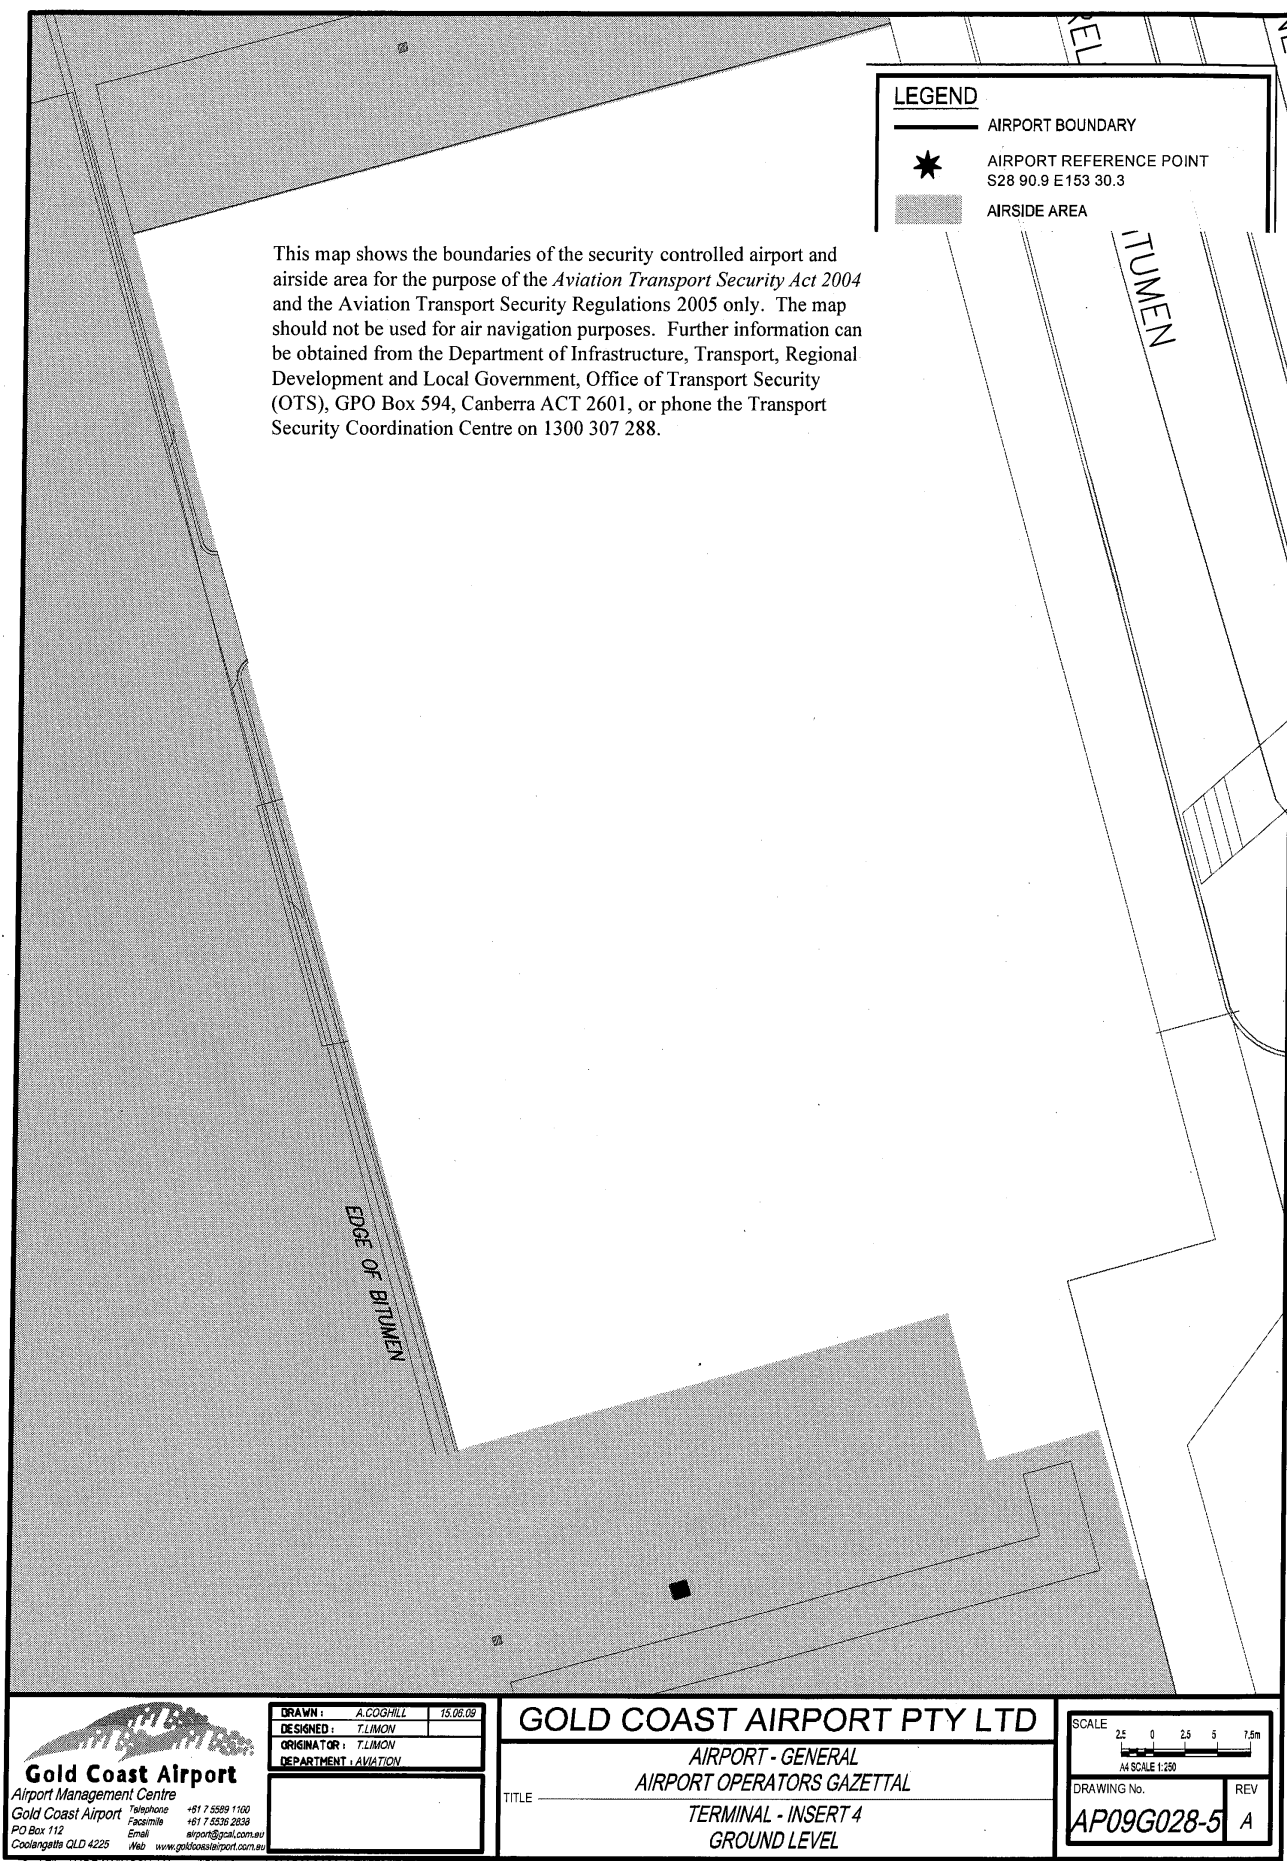 LEGEND
AIRPORT BOUNDARY
AIRPORT REFERENCE POINT
S28 90.9 E153 30.3
AIRSIDE AREA
ITUMEN
This map shows the boundaries of the security controlled airport and
airside area for the purpose of the Aviation Transport Security Act 2004
and the Aviation Transport Security Regulations 2005 only. The map
should not be used for air navigation purposes. Further information can
be obtained from the Department of Infrastructure, Transport, Regional
Development and Local Government, Office of Transport Security
(OTS), GPO Box 594, Canberra ACT 2601, or phone the Transport
Security Coordination Centre on 1300 307 288.
EDGE OF BITUMEN
Gold Coast Airport
Airport Management Centre
Gold Coast Airport
PO Box 112
Coolangatta QLD 4225
Telephone +61 7 5589 1100
Facsimile +61 7 5536 2838
Email airport@gcal.com.au
Web www.goldcoastairport.com.au
DRAWN : A.COGHILL 15.06.09
DESIGNED : T.LIMON
ORIGINATOR : T.LIMON
DEPARTMENT : AVIATION
GOLD COAST AIRPORT PTY LTD
AIRPORT - GENERAL
AIRPORT OPERATORS GAZETTAL
TITLE
TERMINAL - INSERT 4
GROUND LEVEL
SCALE
2.5 0 2.5 5 7.5m
A4 SCALE 1:250
DRAWING No.
AP09G028-5
REV
A